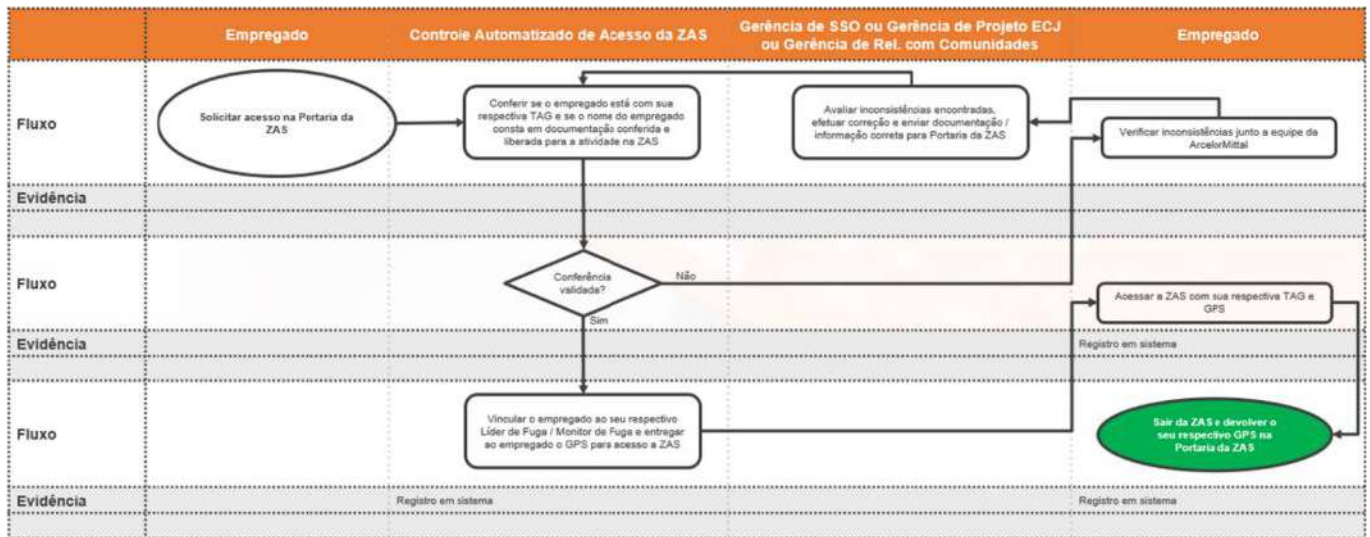 Empregado
Controle Automatizado de Acesso da ZAS
Gerência de SSO ou Gerência de Projeto ECJ
ou Gerência de Rel. com Comunidades
Empregado
Fluxo
Solicitar acesso na Portaria da
ZAS
Conferir se o empregado está com sua
respectiva TAG e se o nome do empregado
consta em documentação conferida e
liberada para a atividade na ZAS
Avaliar inconsistências encontradas,
efetuar correção e enviar documentação /
informação correta para Portaria da ZAS
Verificar inconsistências junto a equipe da
ArcelorMittal
Evidência
Fluxo
Conferência
validada?
Não
Sim
Acessar a ZAS com sua respectiva TAG e
GPS
Evidência
Registro em sistema
Fluxo
Vincular o empregado ao seu respectivo
Líder de Fuga / Monitor de Fuga e entregar
ao empregado o GPS para acesso a ZAS
Sair da ZAS e devolver o
seu respectivo GPS na
Portaria da ZAS
Evidência
Registro em sistema
Registro em sistema